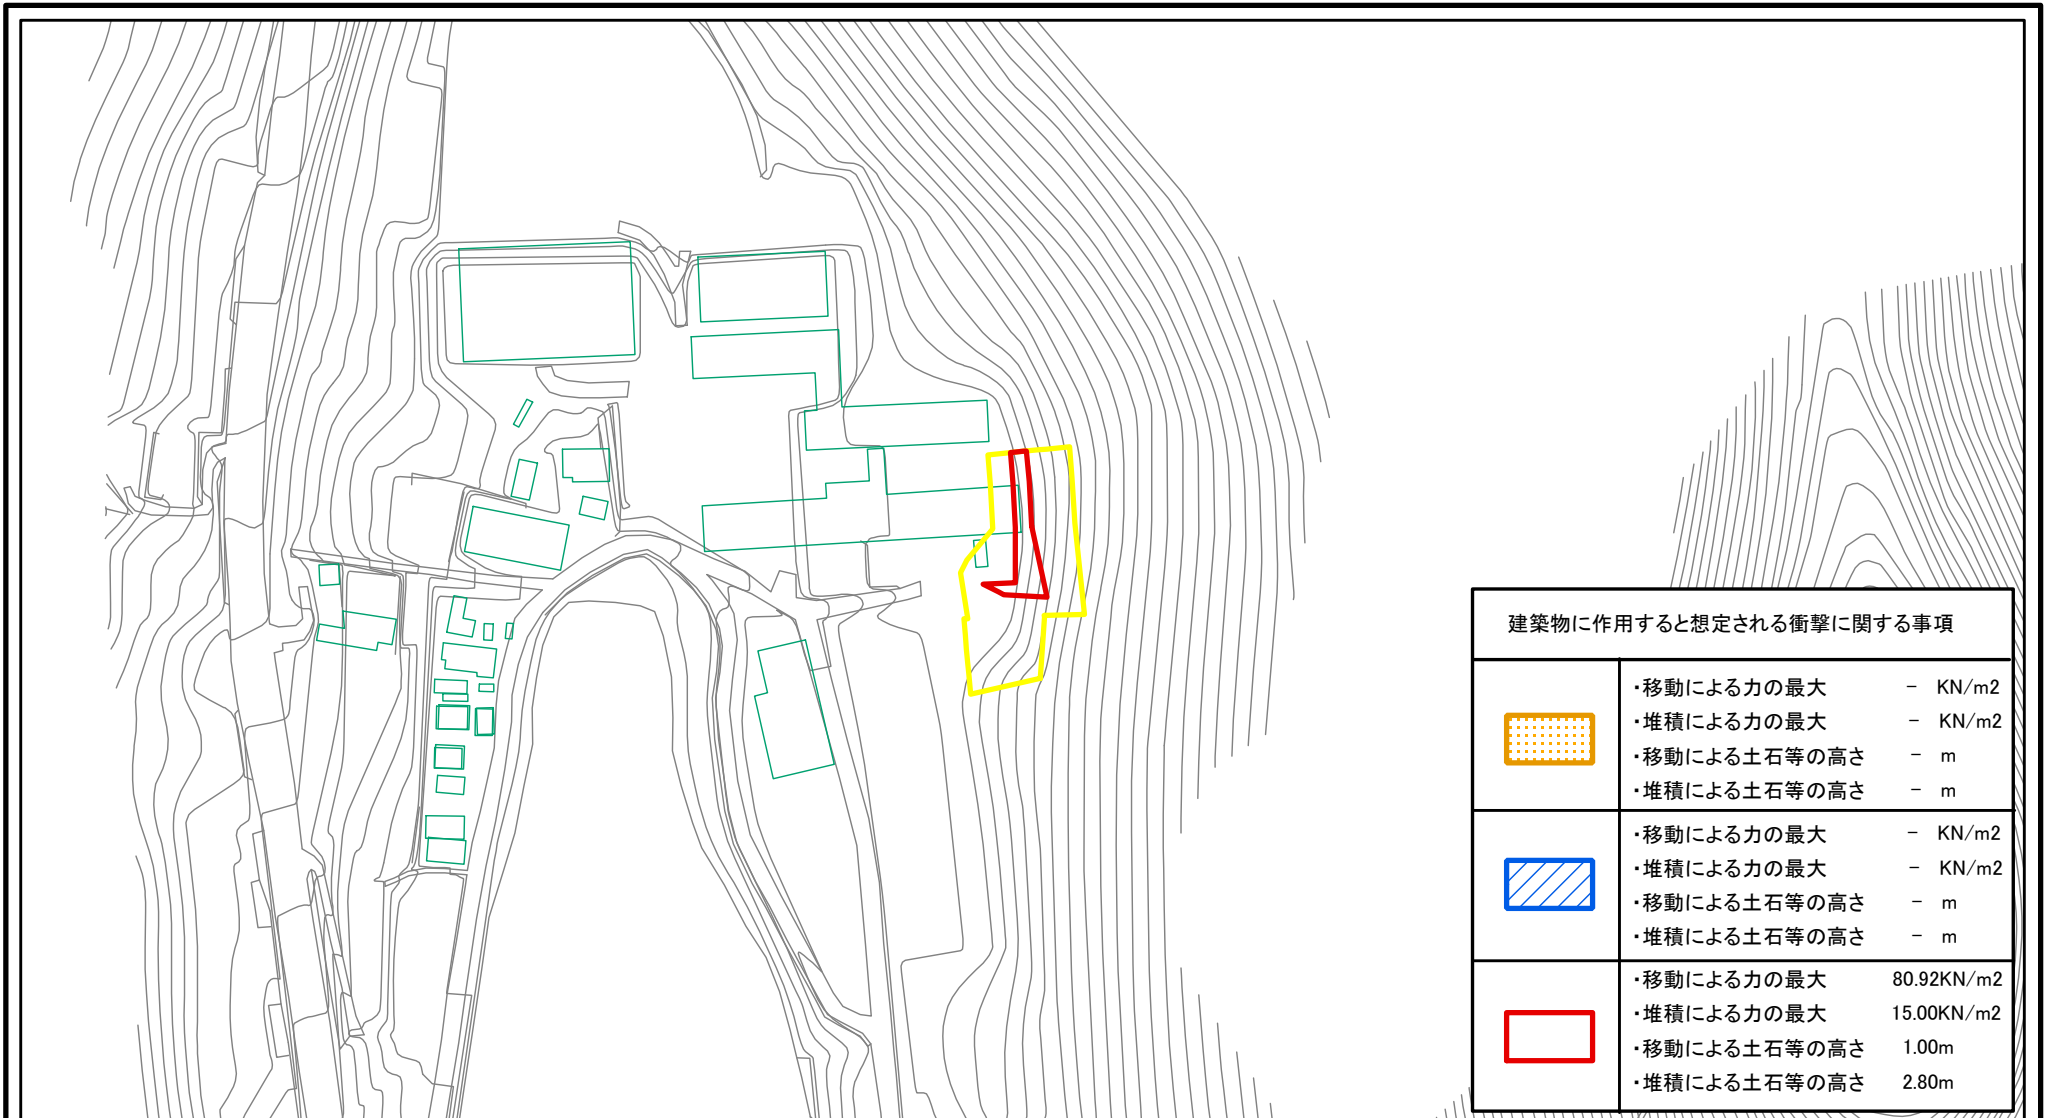 建築物に作用すると想定される衝撃に関する事項
・移動による力の最大 － KN/m2
・堆積による力の最大 － KN/m2
・移動による土石等の高さ － m
・堆積による土石等の高さ － m
・移動による力の最大 － KN/m2
・堆積による力の最大 － KN/m2
・移動による土石等の高さ － m
・堆積による土石等の高さ － m
・移動による力の最大 80.92KN/m2
・堆積による力の最大 15.00KN/m2
・移動による土石等の高さ 1.00m
・堆積による土石等の高さ 2.80m